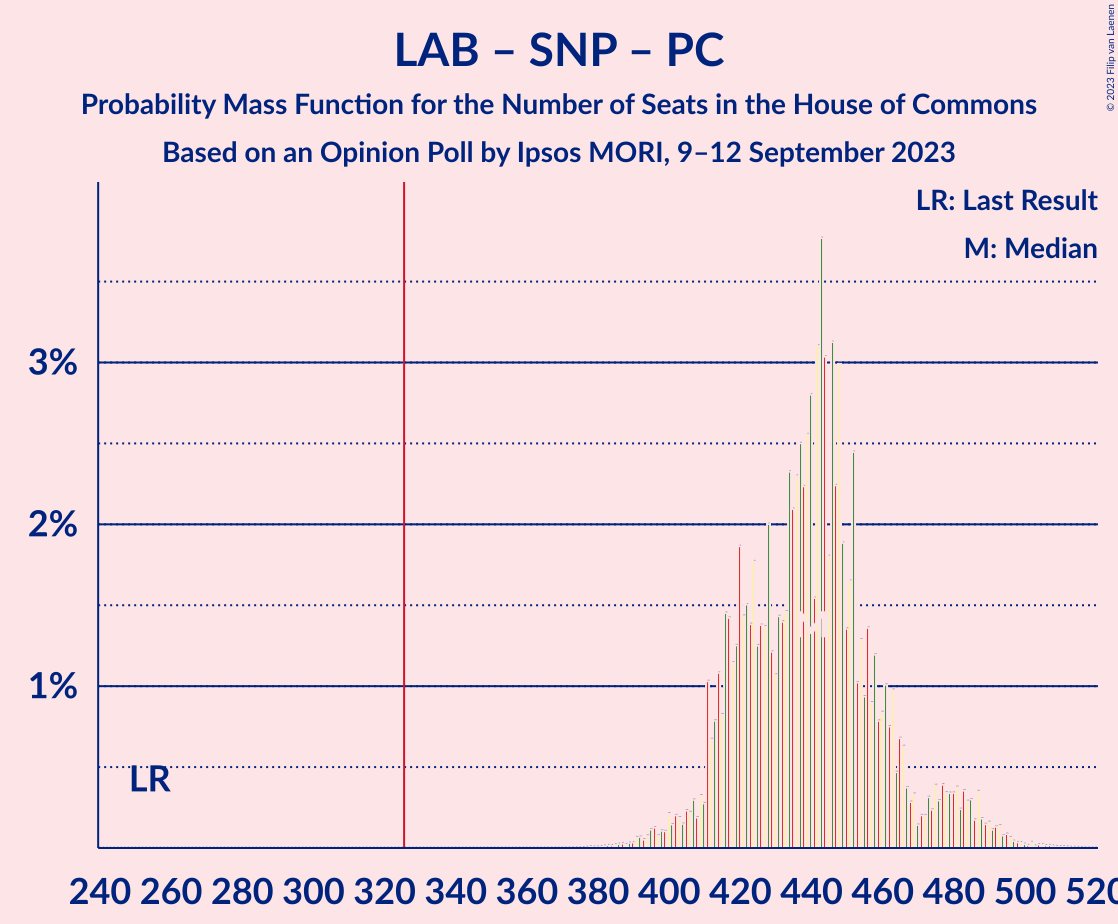 LAB – SNP – PC
Probability Mass Function for the Number of Seats in the House of Commons
Based on an Opinion Poll by Ipsos MORI, 9–12 September 2023
© 2023 Filip van Laenen
LR: Last Result
M: Median
3%
2%
1%
LR
240 260 280 300 320 340 360 380 400 420 440 460 480 500 520